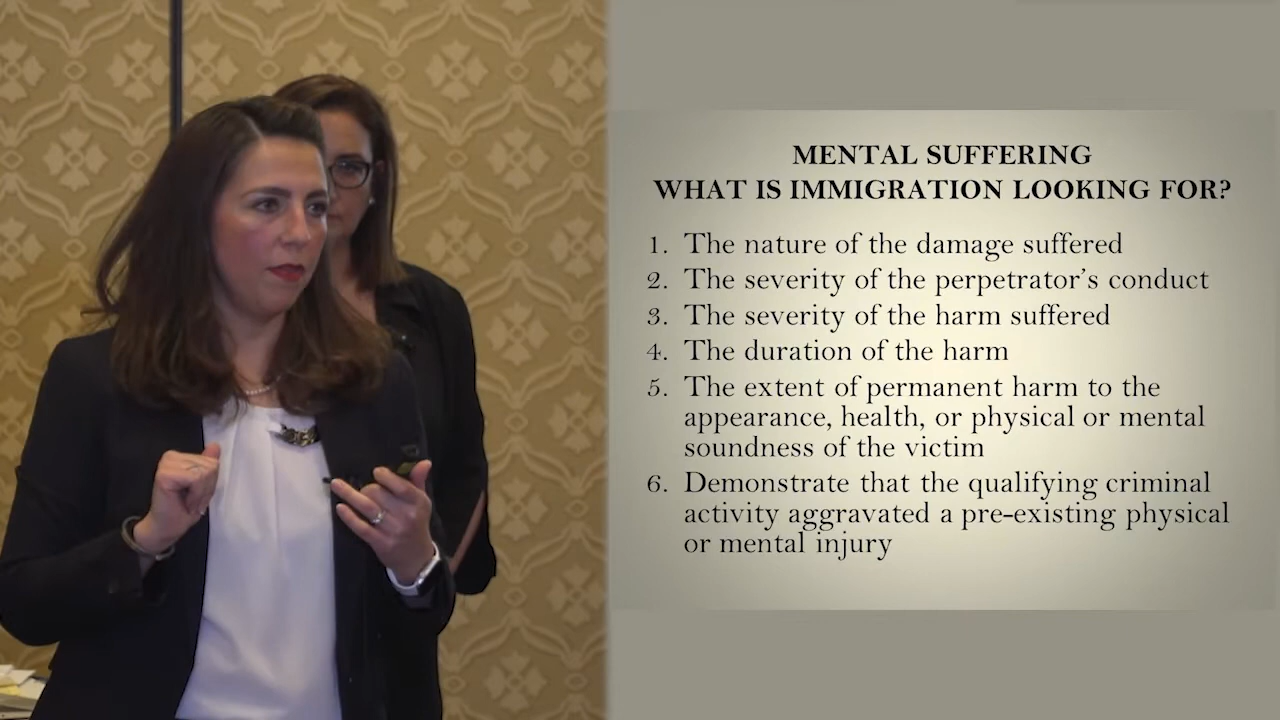 MENTAL SUFFERING
WHAT IS IMMIGRATION LOOKING FOR?
1. The nature of the damage suffered
2. The severity of the perpetrator's conduct
3. The severity of the harm suffered
4. The duration of the harm
5. The extent of permanent harm to the
appearance, health, or physical or mental
soundness of the victim
6. Demonstrate that the qualifying criminal
activity aggravated a pre-existing physical
or mental injury